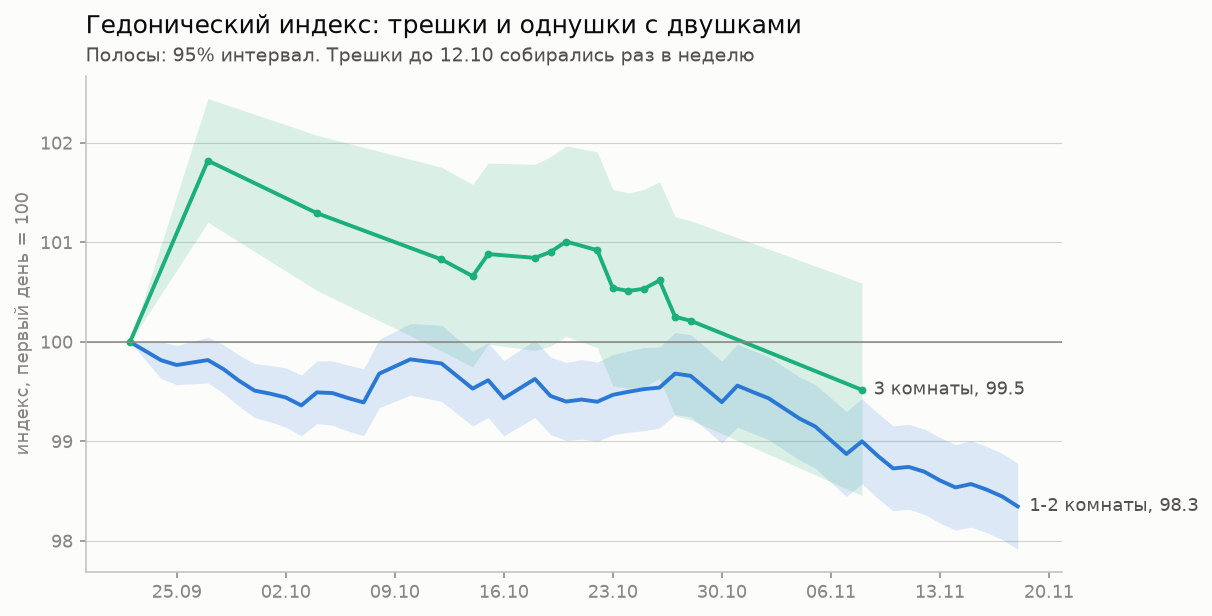 Гедонический индекс: трешки и однушки с двушками
Полосы: 95% интервал. Трешки до 12.10 собирались раз в неделю
индекс, первый день = 100
102
101
100
99
98
3 комнаты, 99.5
1-2 комнаты, 98.3
25.09
02.10
09.10
16.10
23.10
30.10
06.11
13.11
20.11